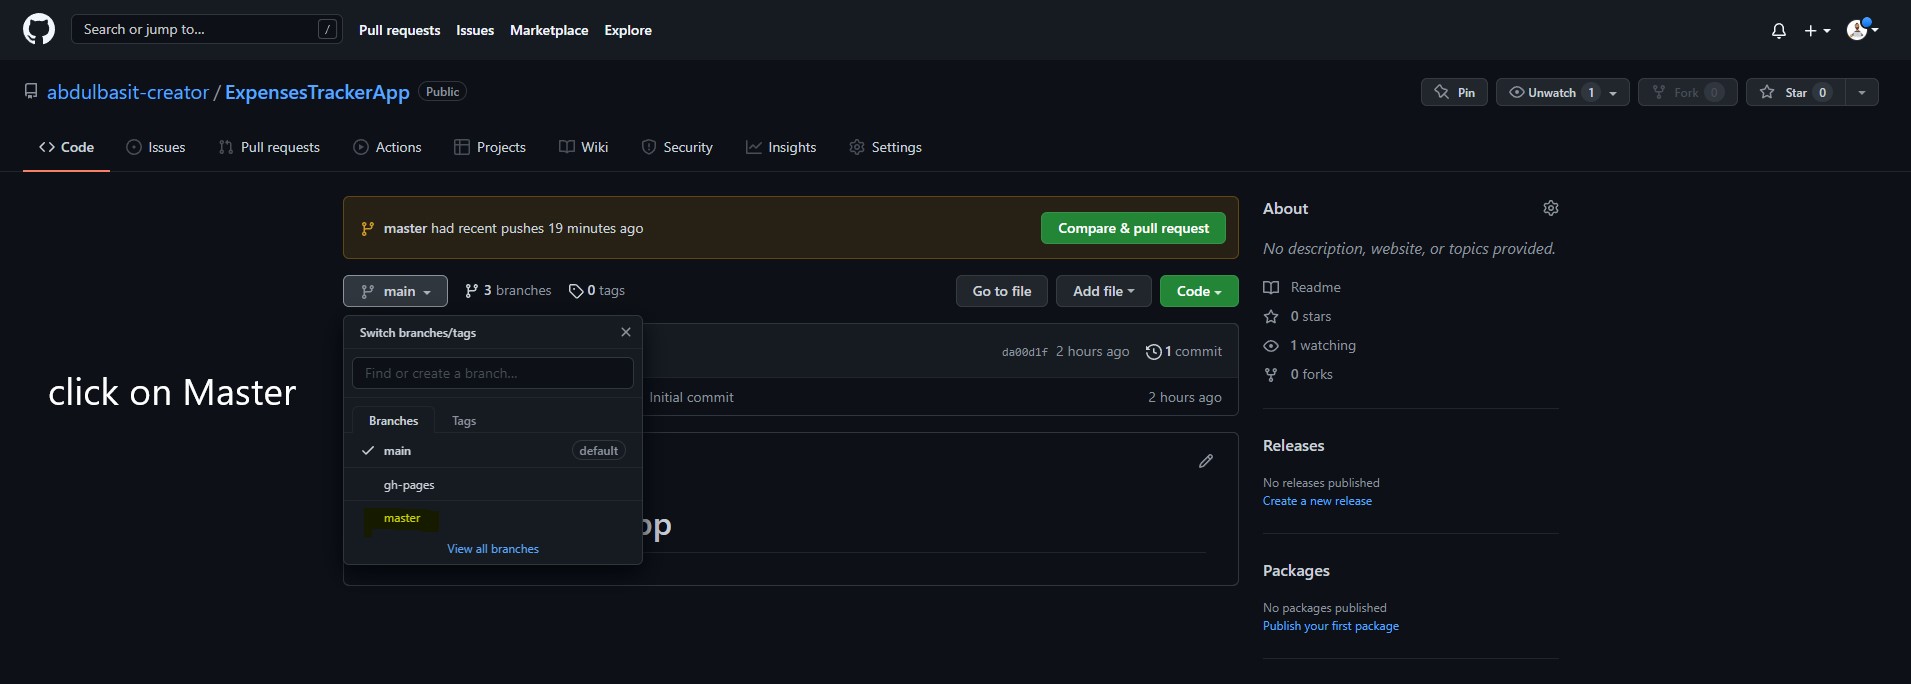 Search or jump to... /
Pull requests Issues Marketplace Explore
abdulbasit-creator / ExpensesTrackerApp Public
Pin Unwatch 1 Fork 0 Star 0
Code Issues Pull requests Actions Projects Wiki Security Insights Settings
master had recent pushes 19 minutes ago Compare & pull request
main 3 branches 0 tags Go to file Add file Code
Switch branches/tags
Find or create a branch...
Branches Tags
main default
gh-pages
master
View all branches
da00d1f 2 hours ago 1 commit
Initial commit 2 hours ago
pp
click on Master
About
No description, website, or topics provided.
Readme
0 stars
1 watching
0 forks
Releases
No releases published
Create a new release
Packages
No packages published
Publish your first package